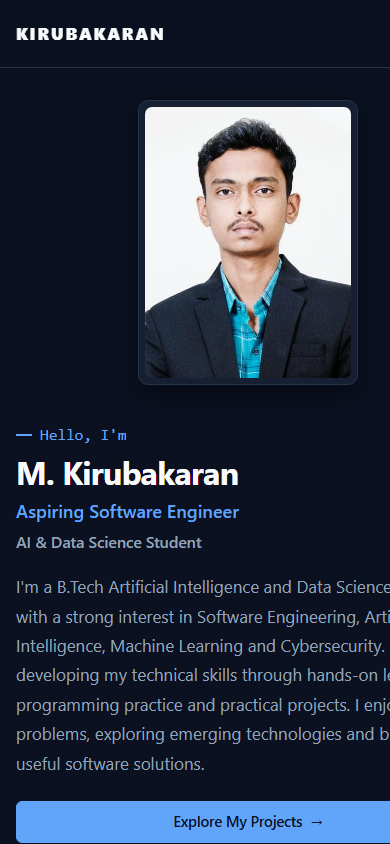 KIRUBAKARAN
— Hello, I'm
M. Kirubakaran
Aspiring Software Engineer
AI & Data Science Student
I'm a B.Tech Artificial Intelligence and Data Science
with a strong interest in Software Engineering,
Intelligence, Machine Learning and Cybersecurity.
developing my technical skills through hands-on
programming practice and practical projects. I
problems, exploring emerging technologies and
useful software solutions.
Explore My Projects →